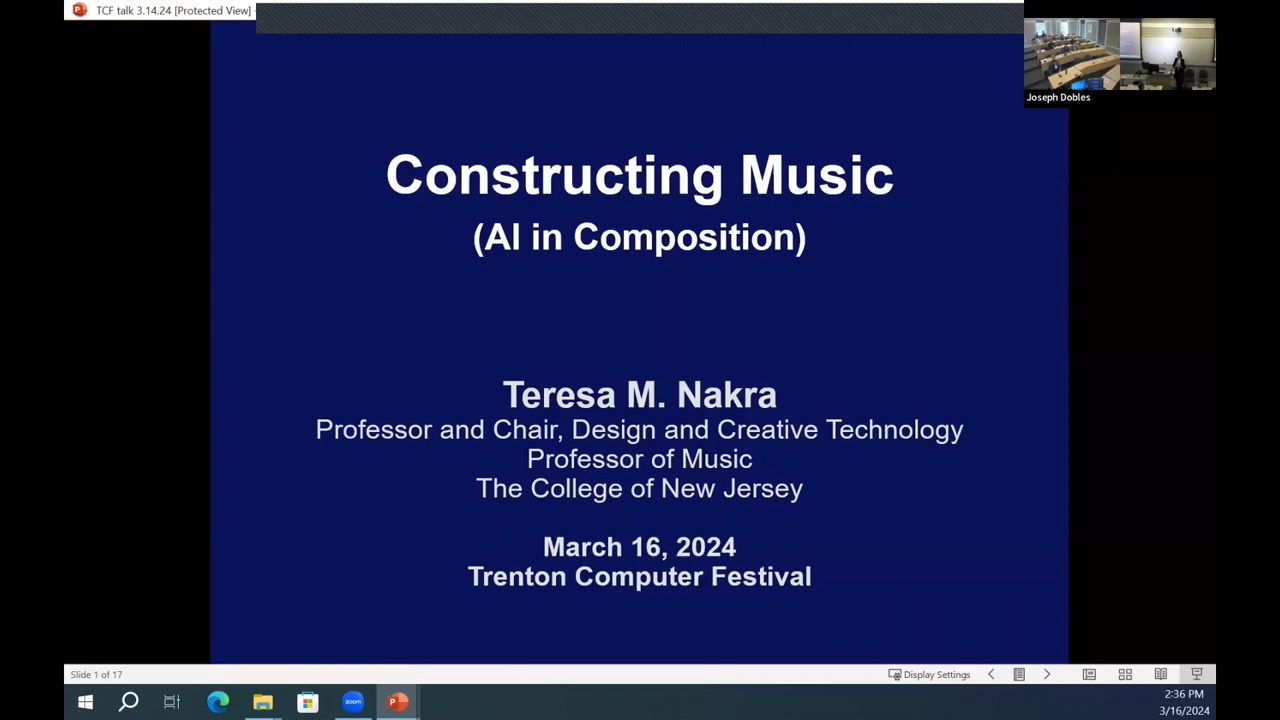 TCF talk 3.14.24 [Protected View] -
Joseph Dobles
Constructing Music
(AI in Composition)
Teresa M. Nakra
Professor and Chair, Design and Creative Technology
Professor of Music
The College of New Jersey
March 16, 2024
Trenton Computer Festival
Slide 1 of 17
Display Settings
zoom
2:36 PM
3/16/2024